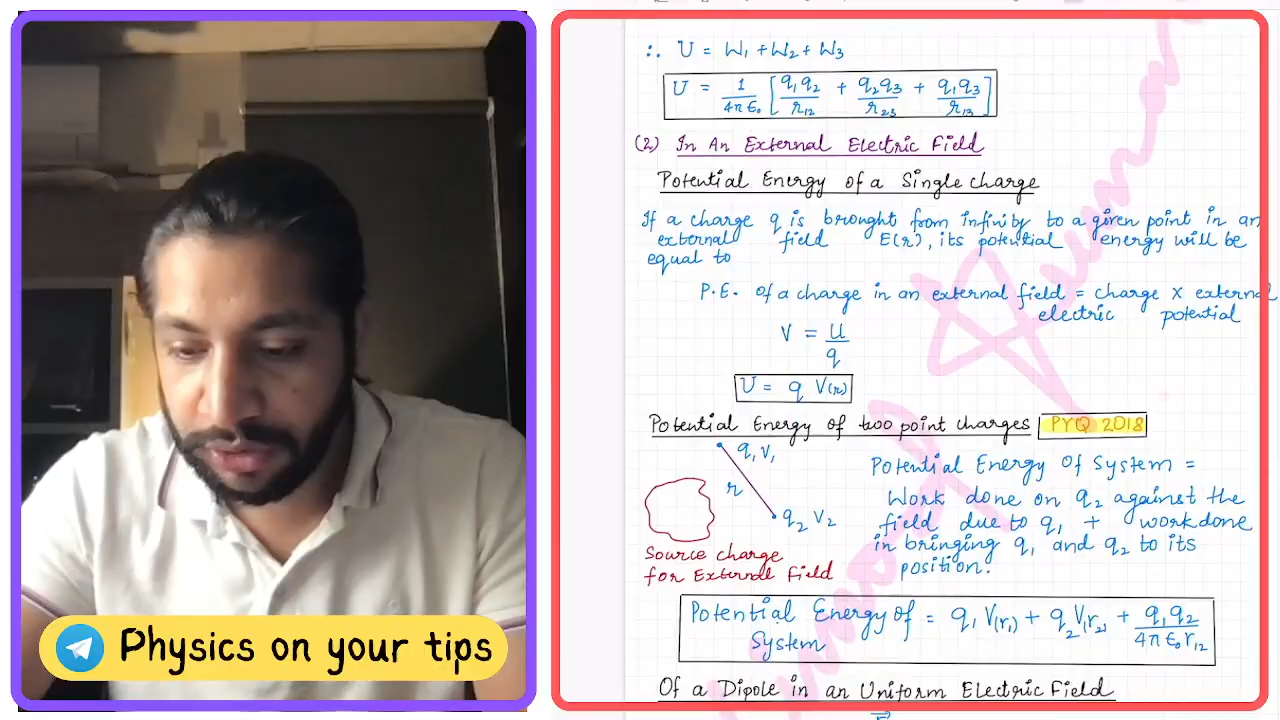 ∴ U = W₁ + W₂ + W₃
U = 1/4πε₀ [q₁q₂/r₁₂ + q₂q₃/r₂₃ + q₁q₃/r₁₃]
(2) In An External Electric Field
Potential Energy of a Single charge
If a charge q is brought from infinity to a given point in an
external field E(r), its potential energy will be
equal to
P.E. of a charge in an external field = charge × external
electric potential
V = U/q
U = q V(r)
Potential Energy of two point charges PYQ 2018
q₁ V₁
r
q₂ V₂
Source charge
for External Field
Potential Energy of System =
Work done on q₂ against the
field due to q₁ + workdone
in bringing q₁ and q₂ to its
position.
Potential Energy of = q₁ V(r₁) + q₂ V(r₂) + q₁q₂/4πε₀ r₁₂
System
Of a Dipole in an Uniform Electric Field
Physics on your tips